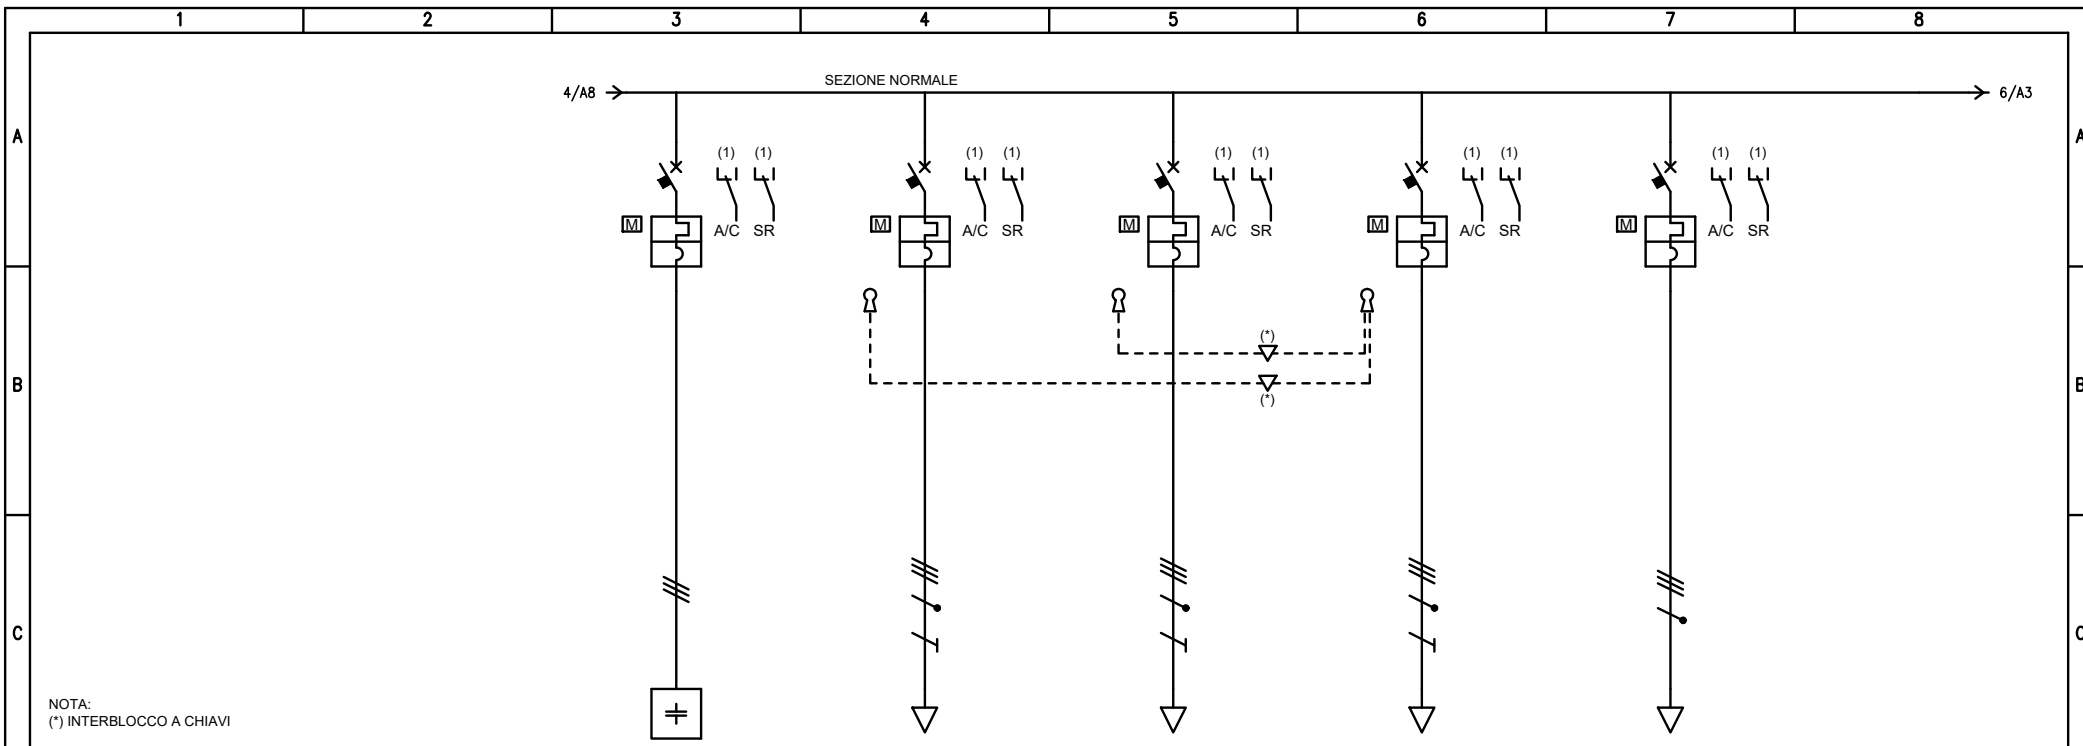 1 2 3 4 5 6 7 8
SEZIONE NORMALE
4/A8 6/A3
A A
(1) (1) (1) (1) (1) (1) (1) (1) (1) (1)
M A/C SR M A/C SR M A/C SR M A/C SR M A/C SR
(*)
B B
(*)
C C
NOTA:
(*) INTERBLOCCO A CHIAVI